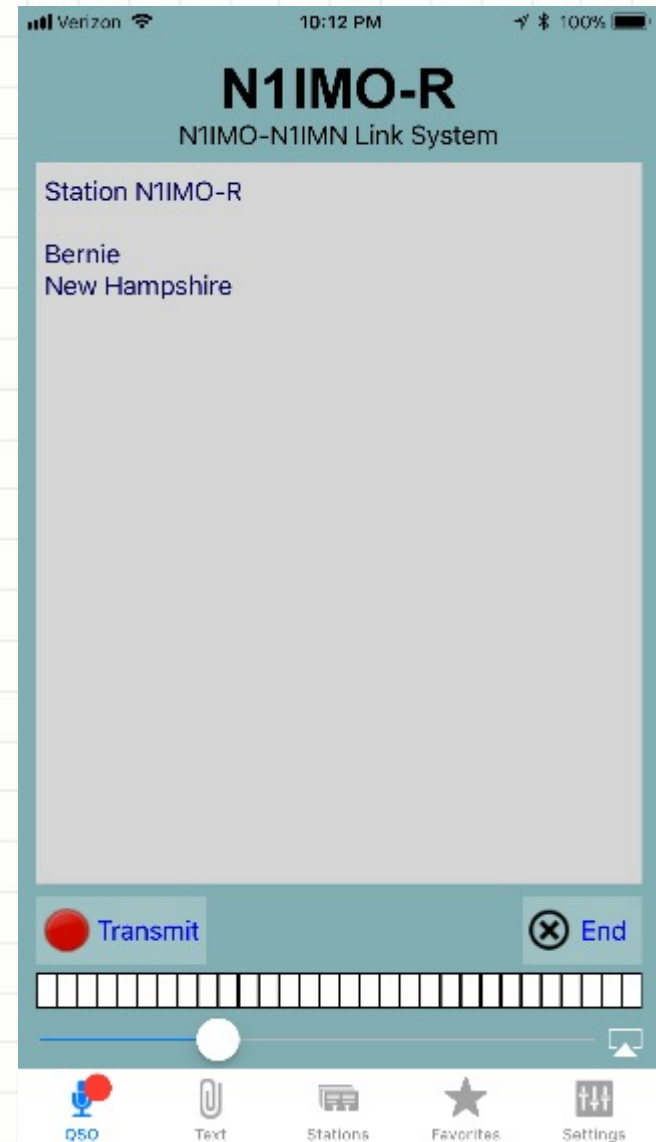 Verizon 10:12 PM 100%
N1IMO-R
N1IMO-N1IMN Link System
Station N1IMO-R
Bernie
New Hampshire
Transmit End
QSO Text Stations Favorites Settings